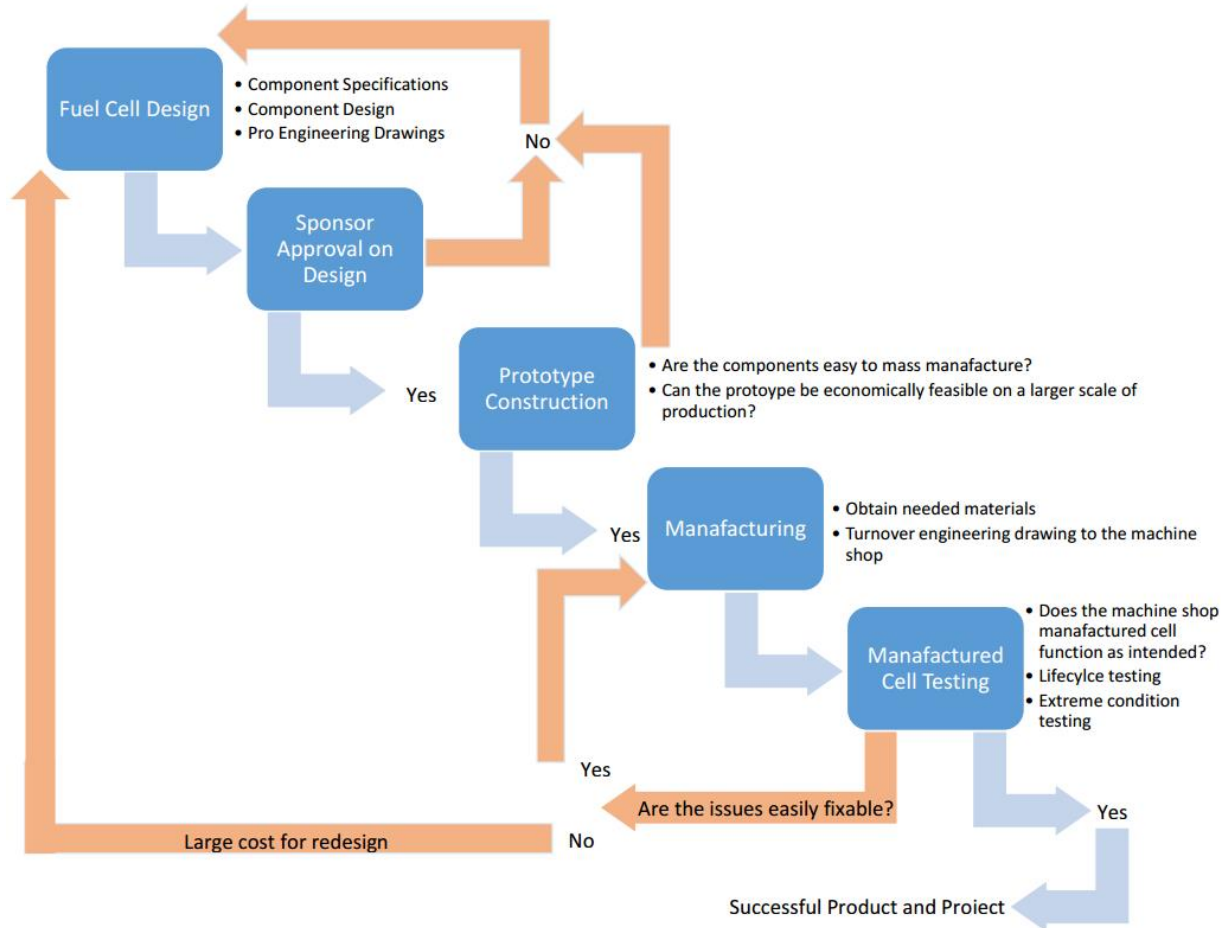 Fuel Cell Design
• Component Specifications
• Component Design
• Pro Engineering Drawings
No
Sponsor
Approval on
Design
Yes
Prototype
Construction
• Are the components easy to mass manafacture?
• Can the protoype be economically feasible on a larger scale of
production?
Yes
Manafacturing
• Obtain needed materials
• Turnover engineering drawing to the machine
shop
Manafactured
Cell Testing
• Does the machine shop
manafactured cell
function as intended?
• Lifecylce testing
• Extreme condition
testing
Yes
Are the issues easily fixable?
Yes
No
Large cost for redesign
Successful Product and Project